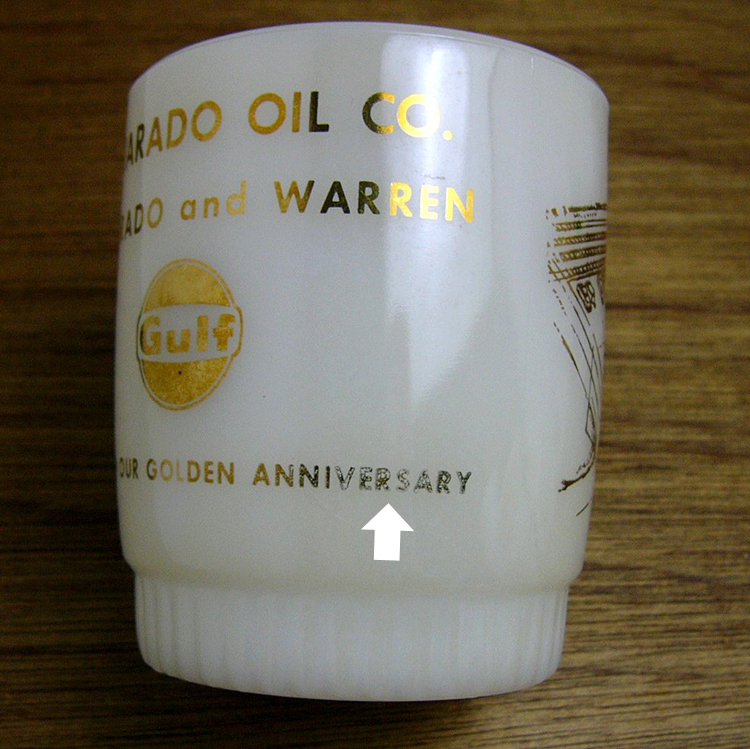 ARADO OIL CO.
ADO and WARREN
Gulf
OUR GOLDEN ANNIVERSARY